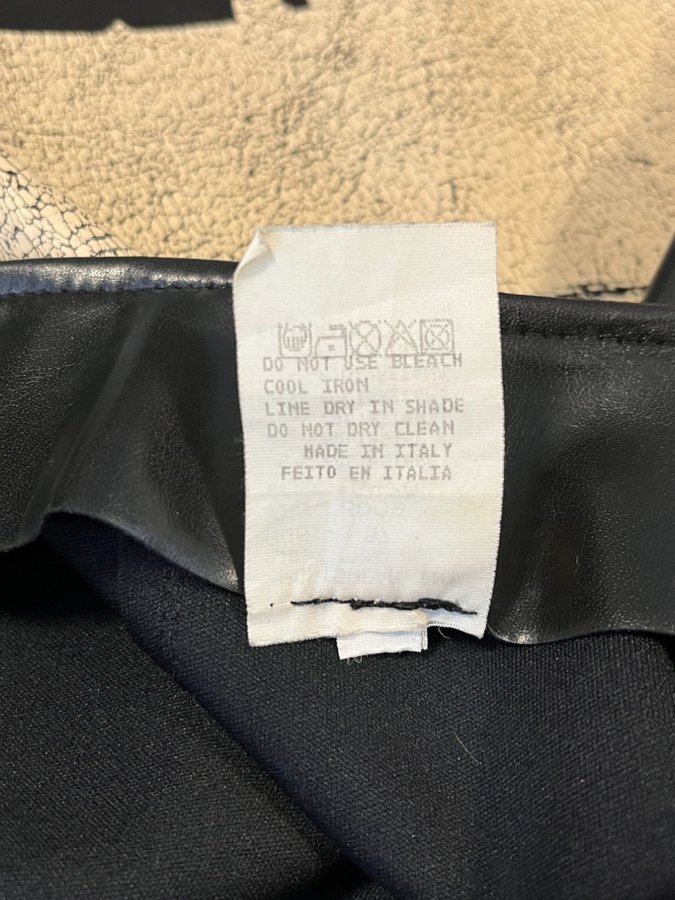 DO NOT USE BLEACH
COOL IRON
LINE DRY IN SHADE
DO NOT DRY CLEAN
MADE IN ITALY
FEITO EM ITALIA